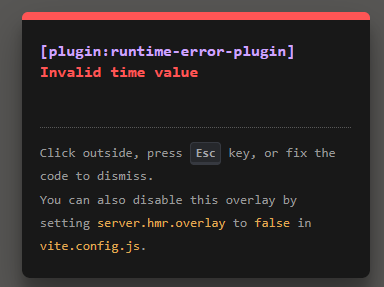 [plugin:runtime-error-plugin]
Invalid time value
Click outside, press Esc key, or fix the
code to dismiss.
You can also disable this overlay by
setting server.hmr.overlay to false in
vite.config.js.